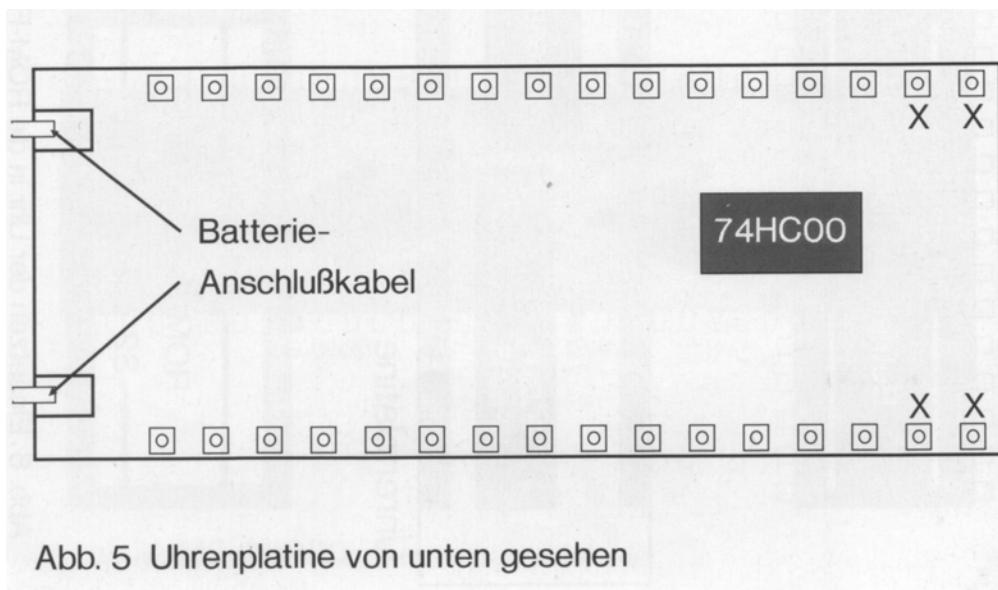 X X
Batterie-
Anschlußkabel
74HC00
X X
Abb. 5 Uhrenplatine von unten gesehen